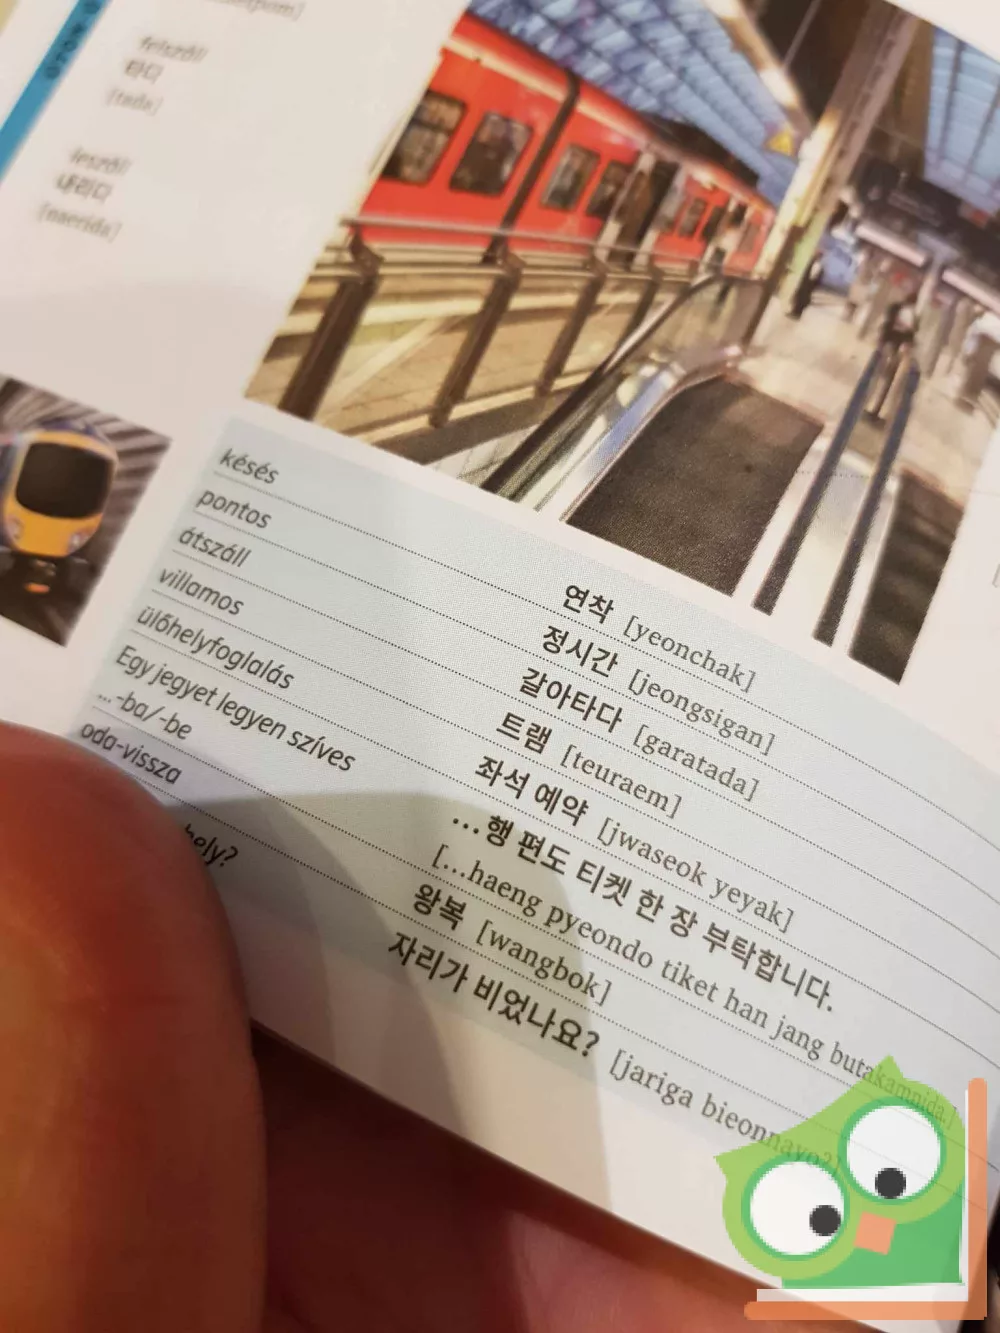 felszáll
타다
[tada]
leszáll
내리다
[naerida]
késés
연착 [yeonchak]
pontos
정시간 [jeongsigan]
átszáll
갈아타다 [garatada]
villamos
트램 [teuraem]
ülőhelyfoglalás
좌석 예약 [jwaseok yeyak]
Egy jegyet legyen szíves
...-ba/-be
...행 편도 티켓 한 장 부탁합니다.
[...haeng pyeondo tiket han jang butakamnida.]
oda-vissza
왕복 [wangbok]
hely?
자리가 비었나요? [jariga bieonnayo?]